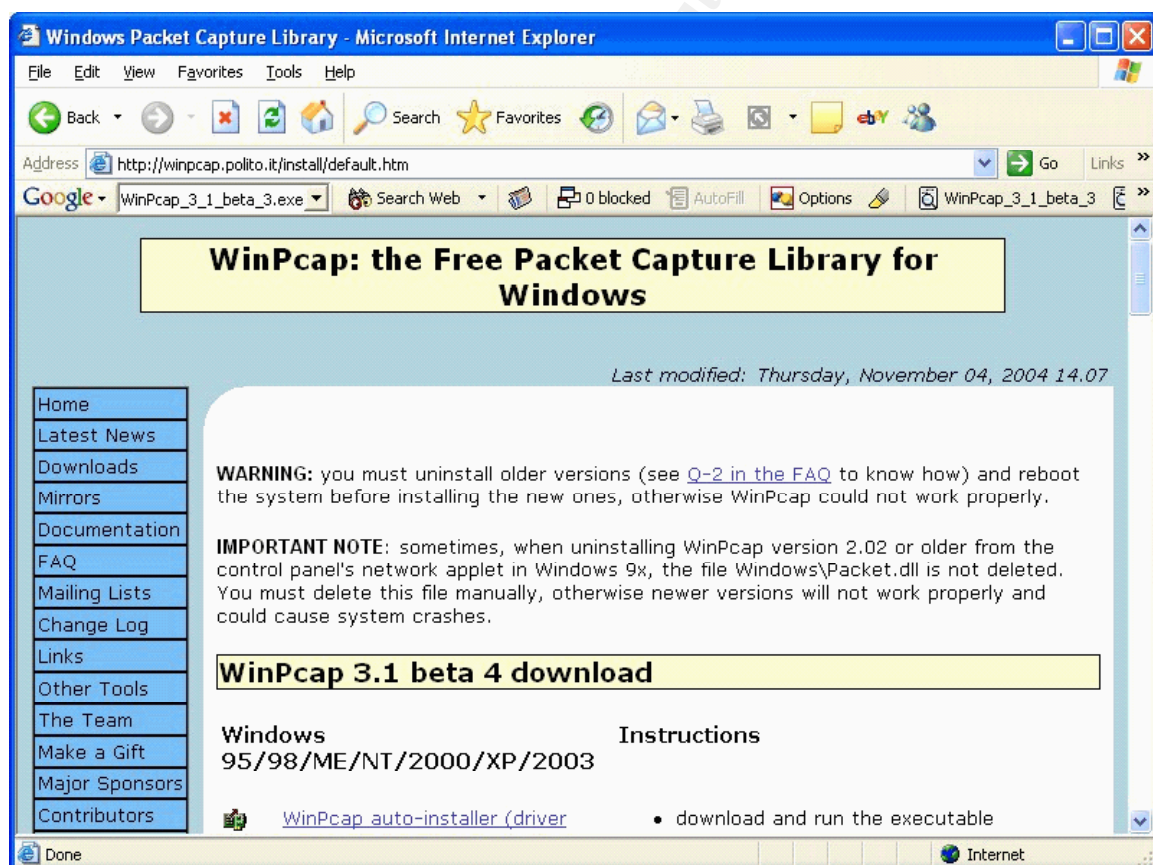 Windows Packet Capture Library - Microsoft Internet Explorer
File Edit View Favorites Tools Help
Back Search Favorites ebY
Address http://winpcap.polito.it/install/default.htm Go Links »
Google WinPcap_3_1_beta_3.exe Search Web 0 blocked AutoFill Options WinPcap_3_1_beta_3 »
WinPcap: the Free Packet Capture Library for
Windows
Last modified: Thursday, November 04, 2004 14.07
Home
Latest News
Downloads
Mirrors
Documentation
FAQ
Mailing Lists
Change Log
Links
Other Tools
The Team
Make a Gift
Major Sponsors
Contributors
WARNING: you must uninstall older versions (see Q-2 in the FAQ to know how) and reboot
the system before installing the new ones, otherwise WinPcap could not work properly.
IMPORTANT NOTE: sometimes, when uninstalling WinPcap version 2.02 or older from the
control panel's network applet in Windows 9x, the file Windows\Packet.dll is not deleted.
You must delete this file manually, otherwise newer versions will not work properly and
could cause system crashes.
WinPcap 3.1 beta 4 download
Windows
95/98/ME/NT/2000/XP/2003
Instructions
WinPcap auto-installer (driver
• download and run the executable
Done Internet